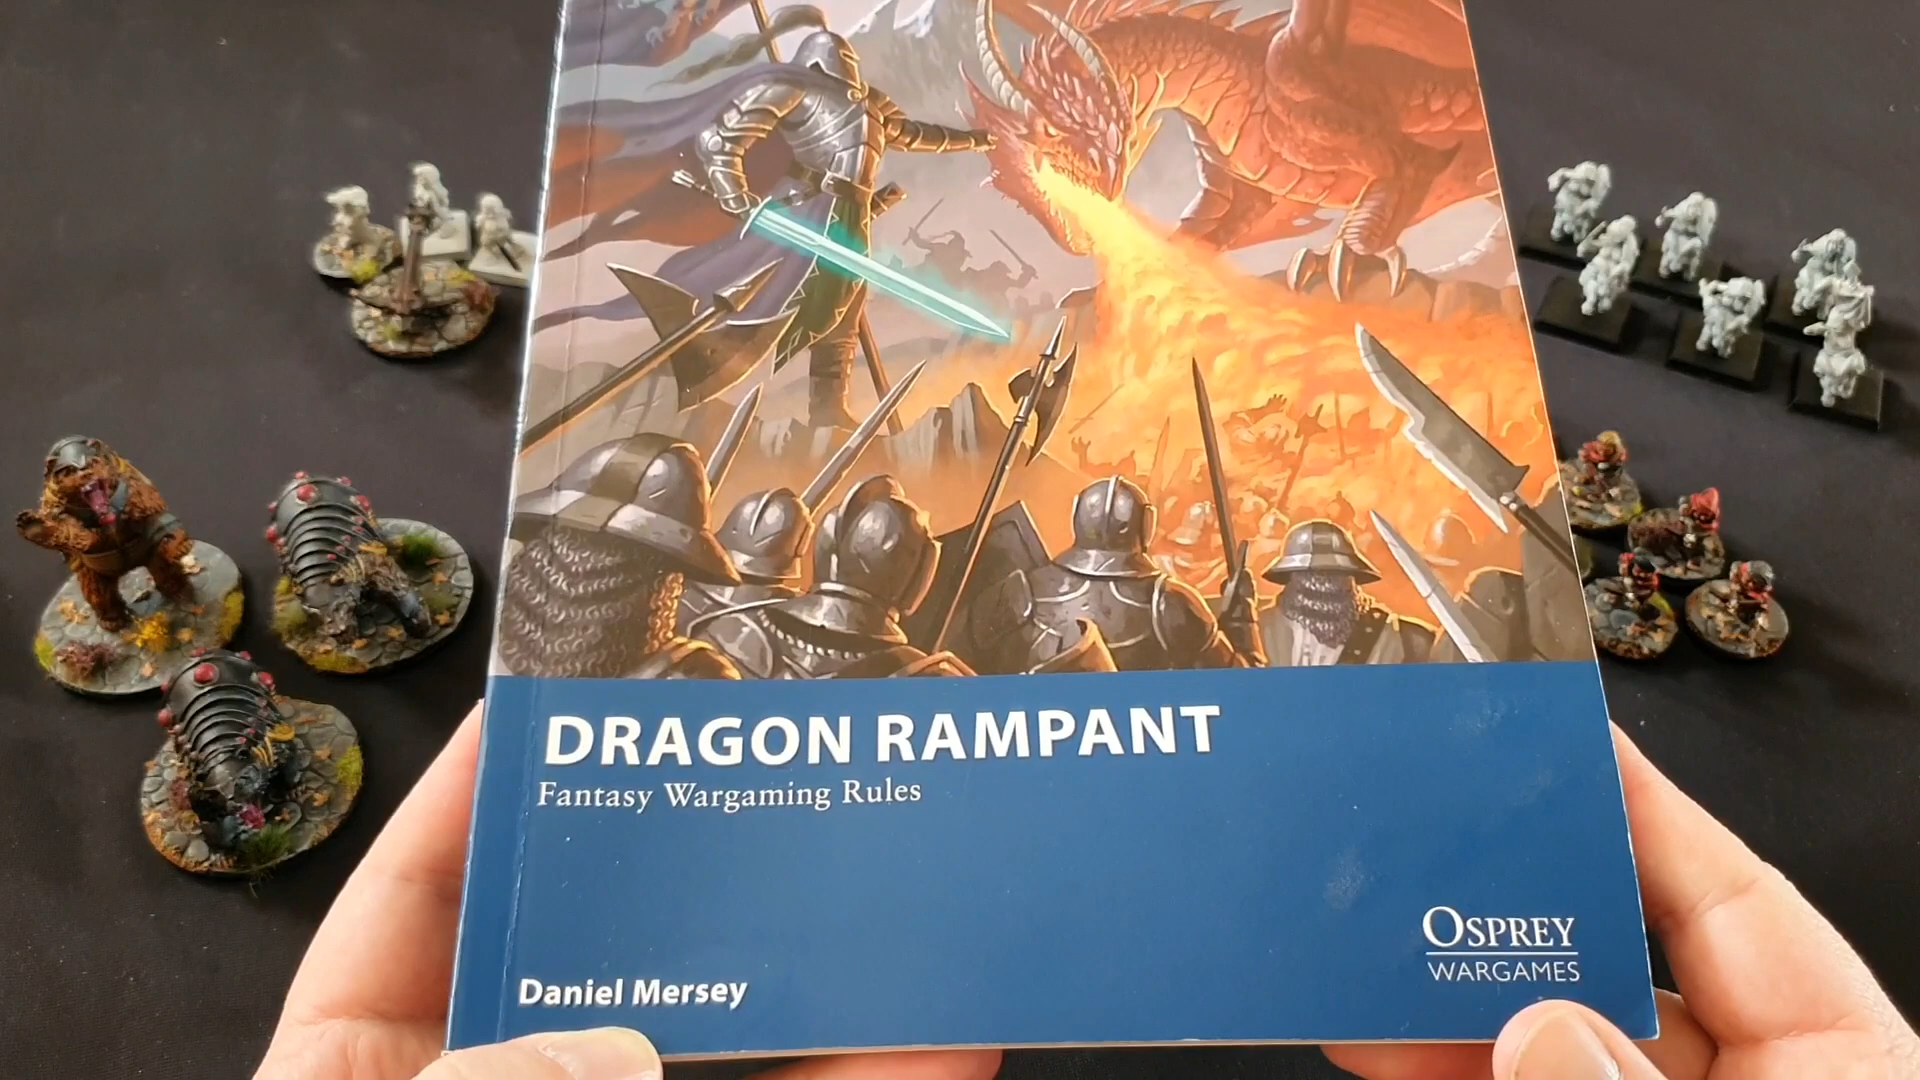 DRAGON RAMPANT
Fantasy Wargaming Rules
Daniel Mersey
OSPREY
WARGAMES